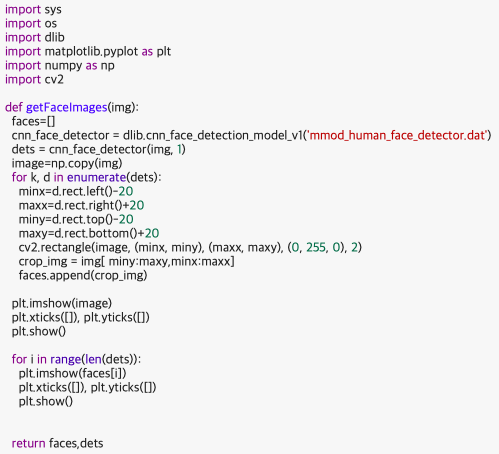 import sys
import os
import dlib
import matplotlib.pyplot as plt
import numpy as np
import cv2

def getFaceImages(img):
  faces=[]
  cnn_face_detector = dlib.cnn_face_detection_model_v1('mmod_human_face_detector.dat')
  dets = cnn_face_detector(img, 1)
  image=np.copy(img)
  for k, d in enumerate(dets):
    minx=d.rect.left()-20
    maxx=d.rect.right()+20
    miny=d.rect.top()-20
    maxy=d.rect.bottom()+20
    cv2.rectangle(image, (minx, miny), (maxx, maxy), (0, 255, 0), 2)
    crop_img = img[ miny:maxy,minx:maxx]
    faces.append(crop_img)

  plt.imshow(image)
  plt.xticks([]), plt.yticks([])
  plt.show()

  for i in range(len(dets)):
    plt.imshow(faces[i])
    plt.xticks([]), plt.yticks([])
    plt.show()


  return faces,dets